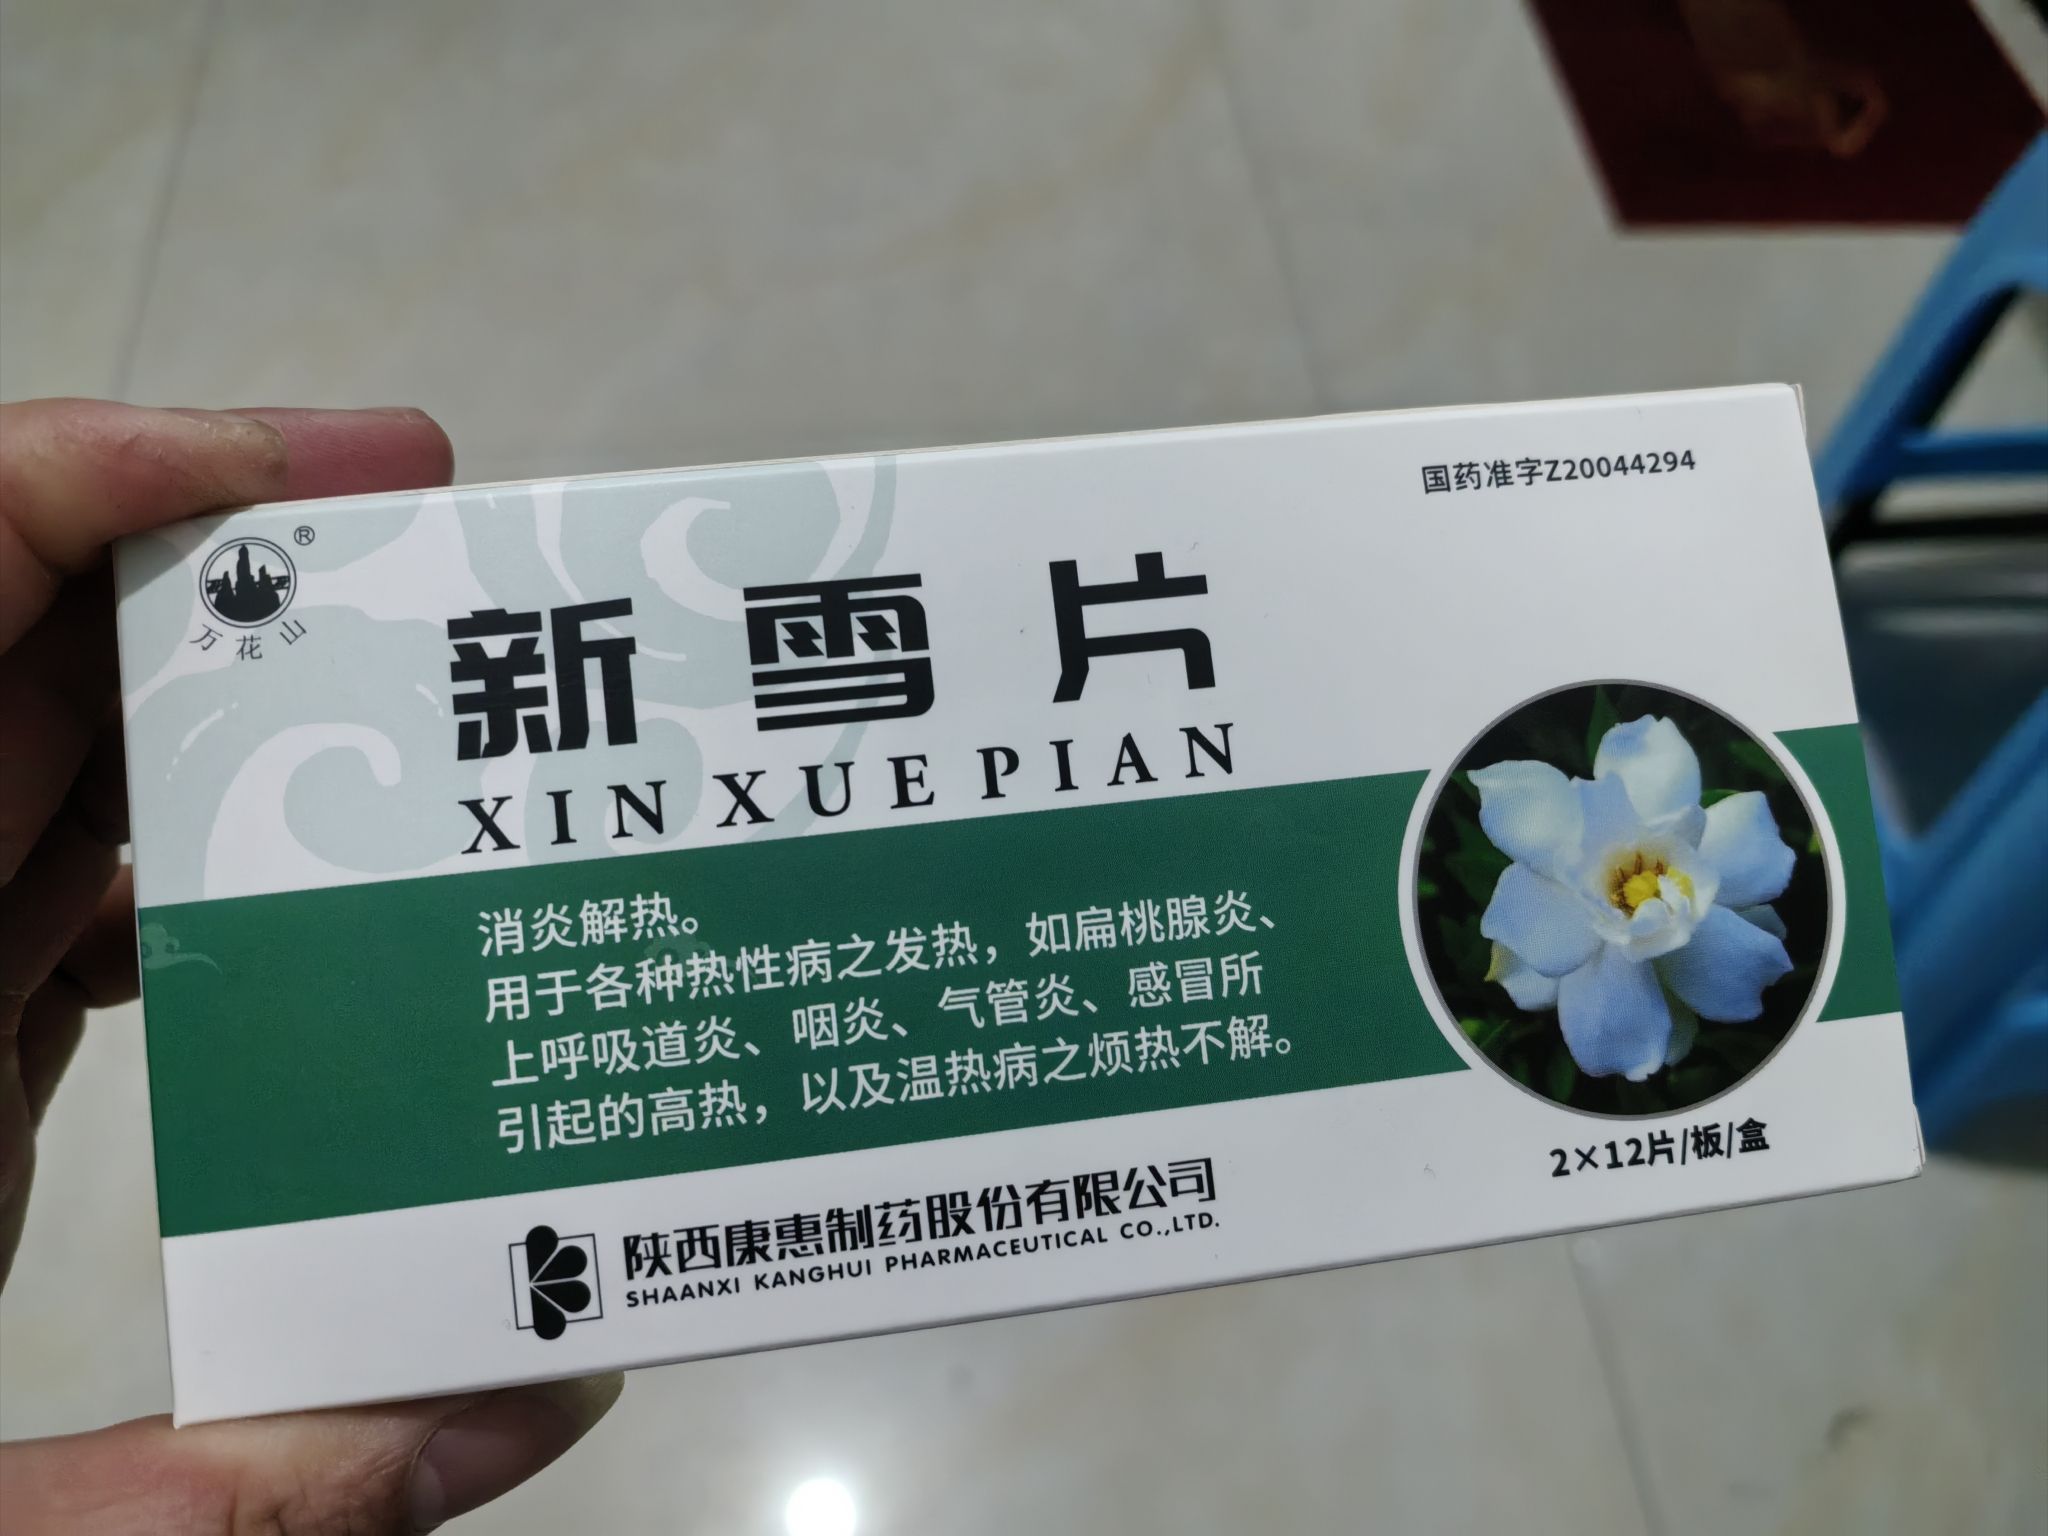 国药准字Z20044294
®
万花山
新雪片
XIN XUE PIAN
消炎解热。
用于各种热性病之发热，如扁桃腺炎、
上呼吸道炎、咽炎、气管炎、感冒所
引起的高热，以及温热病之烦热不解。
2×12片/板/盒
陕西康惠制药股份有限公司
SHAANXI KANGHUI PHARMACEUTICAL CO.,LTD.